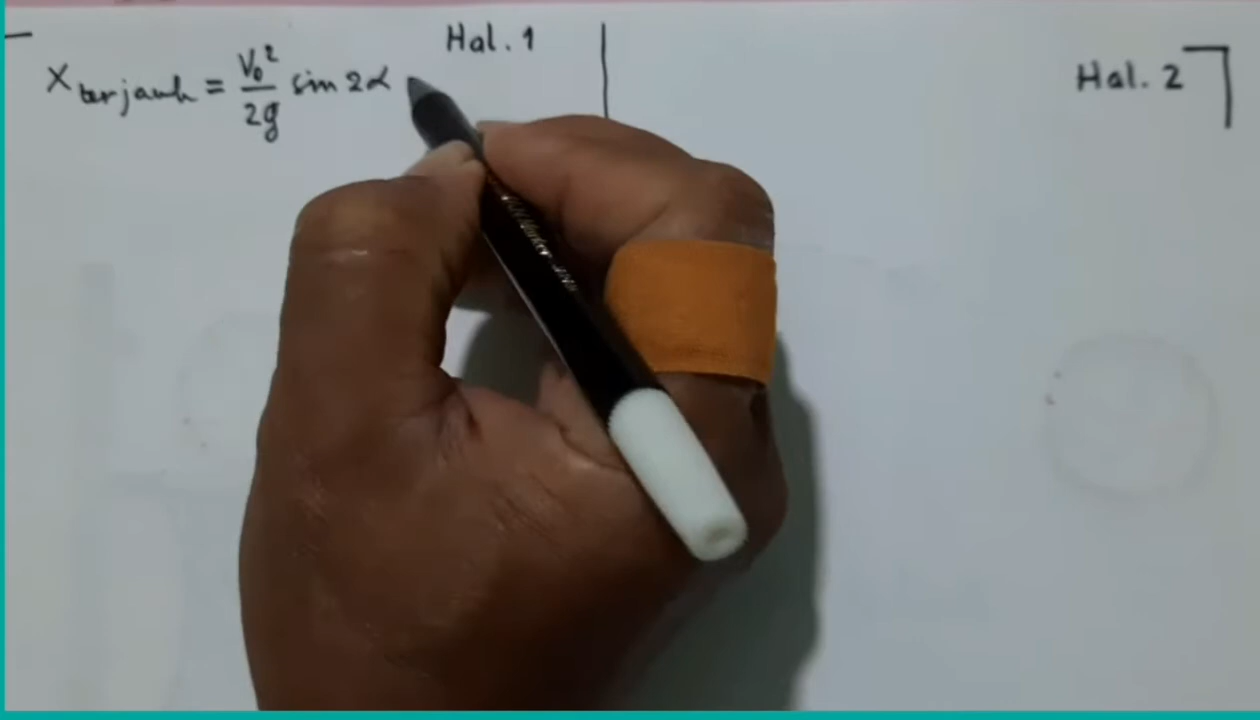 Hal. 1
X terjauh = V₀² / 2g sin 2α
Hal. 2